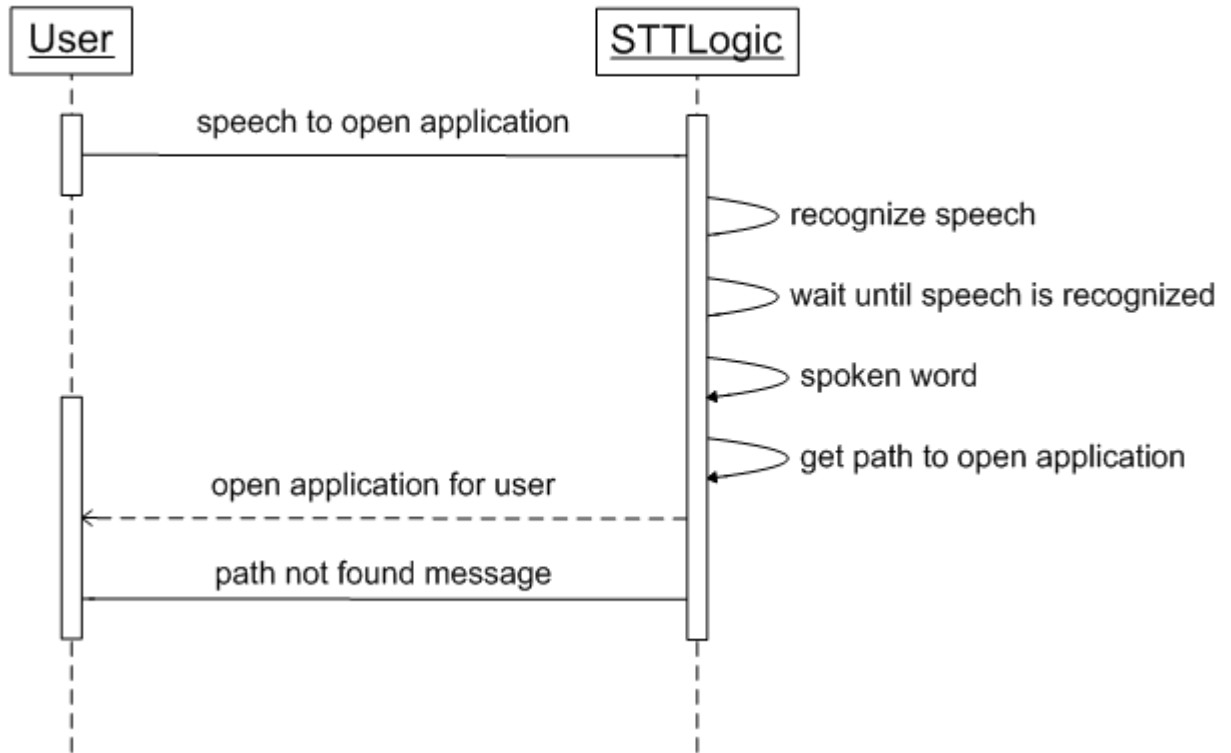 User
STTLogic
speech to open application
recognize speech
wait until speech is recognized
spoken word
get path to open application
open application for user
path not found message